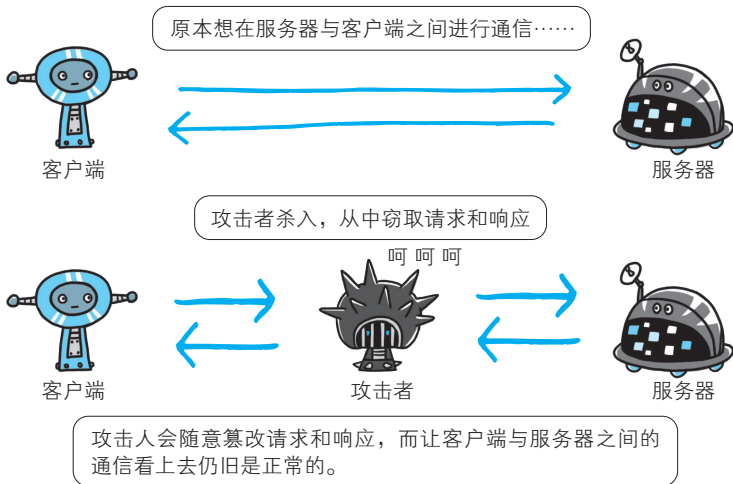 原本想在服务器与客户端之间进行通信……
客户端
服务器
攻击者杀入，从中窃取请求和响应
呵 呵 呵
客户端
攻击者
服务器
攻击人会随意篡改请求和响应，而让客户端与服务器之间的
通信看上去仍旧是正常的。